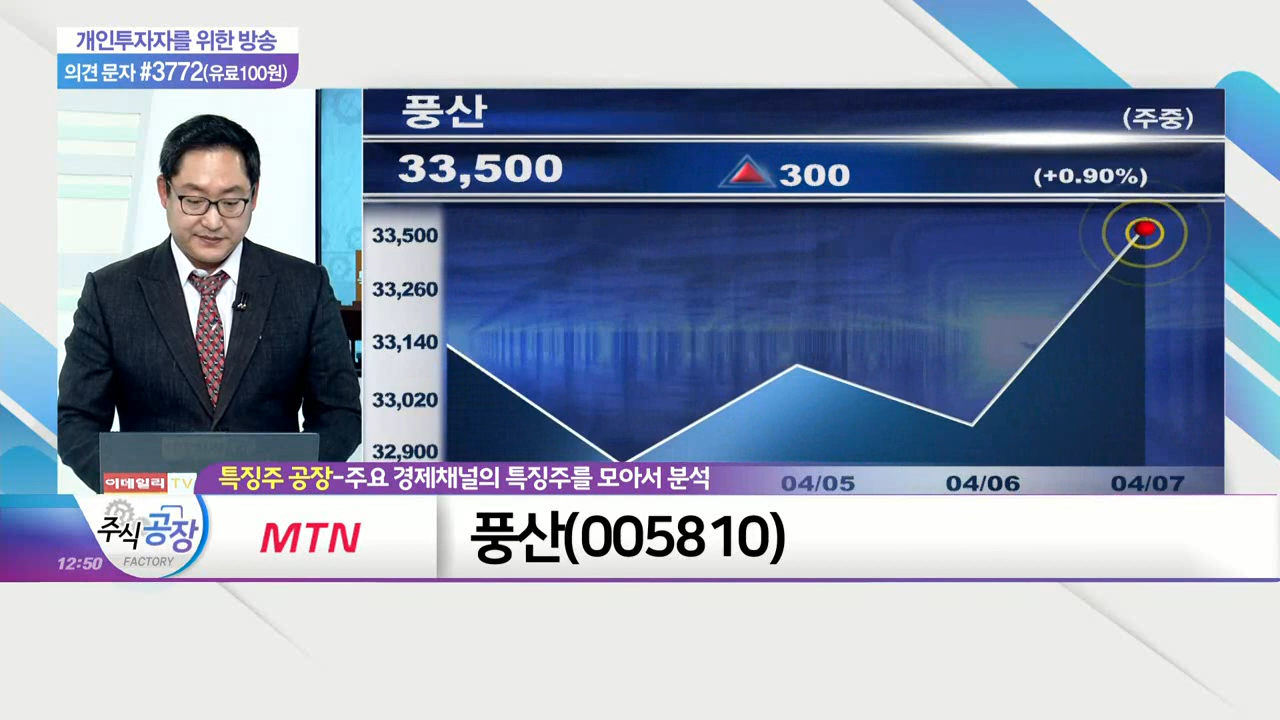 개인투자자를 위한 방송
의견 문자 #3772(유료100원)
풍산
(주중)
33,500
300
(+0.90%)
33,500
33,260
33,140
33,020
32,900
04/05
04/06
04/07
이데일리TV
특징주 공장-주요 경제채널의 특징주를 모아서 분석
주식공장
FACTORY
12:50
MTN
풍산(005810)